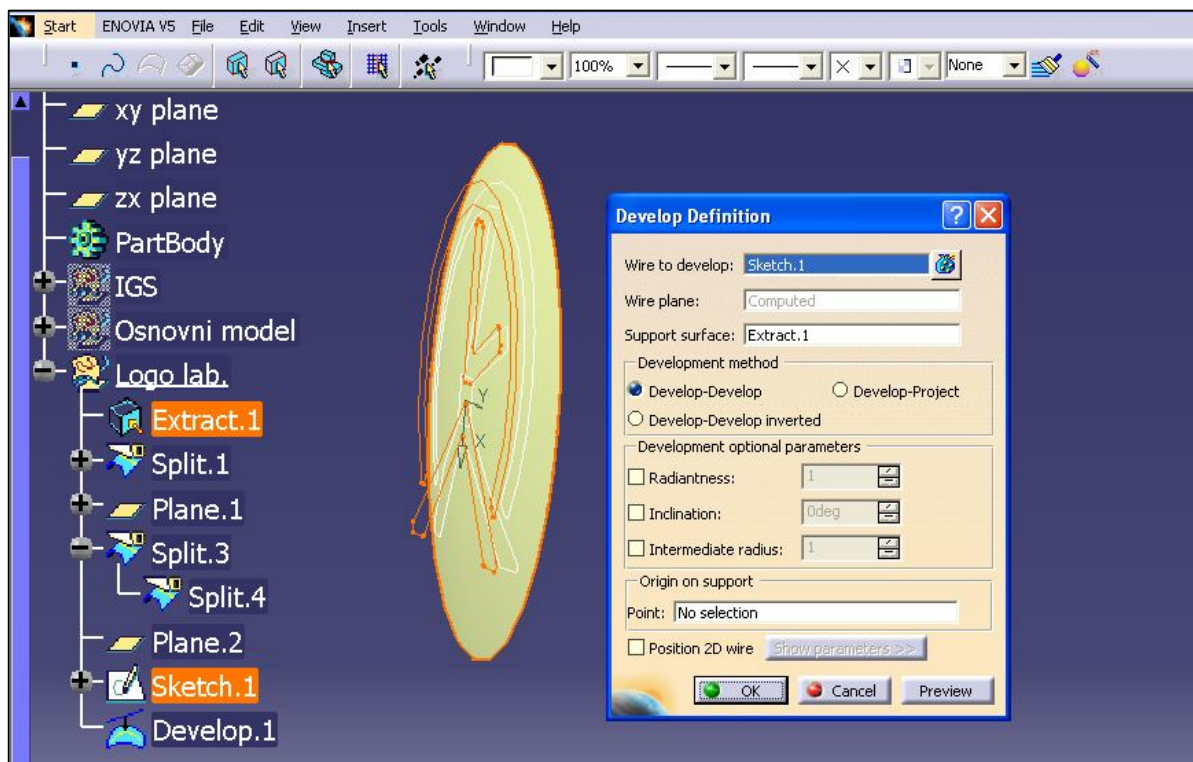 Start ENOVIA V5 File Edit View Insert Tools Window Help
100% None
xy plane
yz plane
zx plane
PartBody
IGS
Osnovni model
Logo lab.
Extract.1
Split.1
Plane.1
Split.3
Split.4
Plane.2
Sketch.1
Develop.1
Y
X
Develop Definition
Wire to develop: Sketch.1
Wire plane: Computed
Support surface: Extract.1
Development method
Develop-Develop Develop-Project
Develop-Develop inverted
Development optional parameters
Radiantness: 1
Inclination: 0deg
Intermediate radius: 1
Origin on support
Point: No selection
Position 2D wire Show parameters >>
OK Cancel Preview